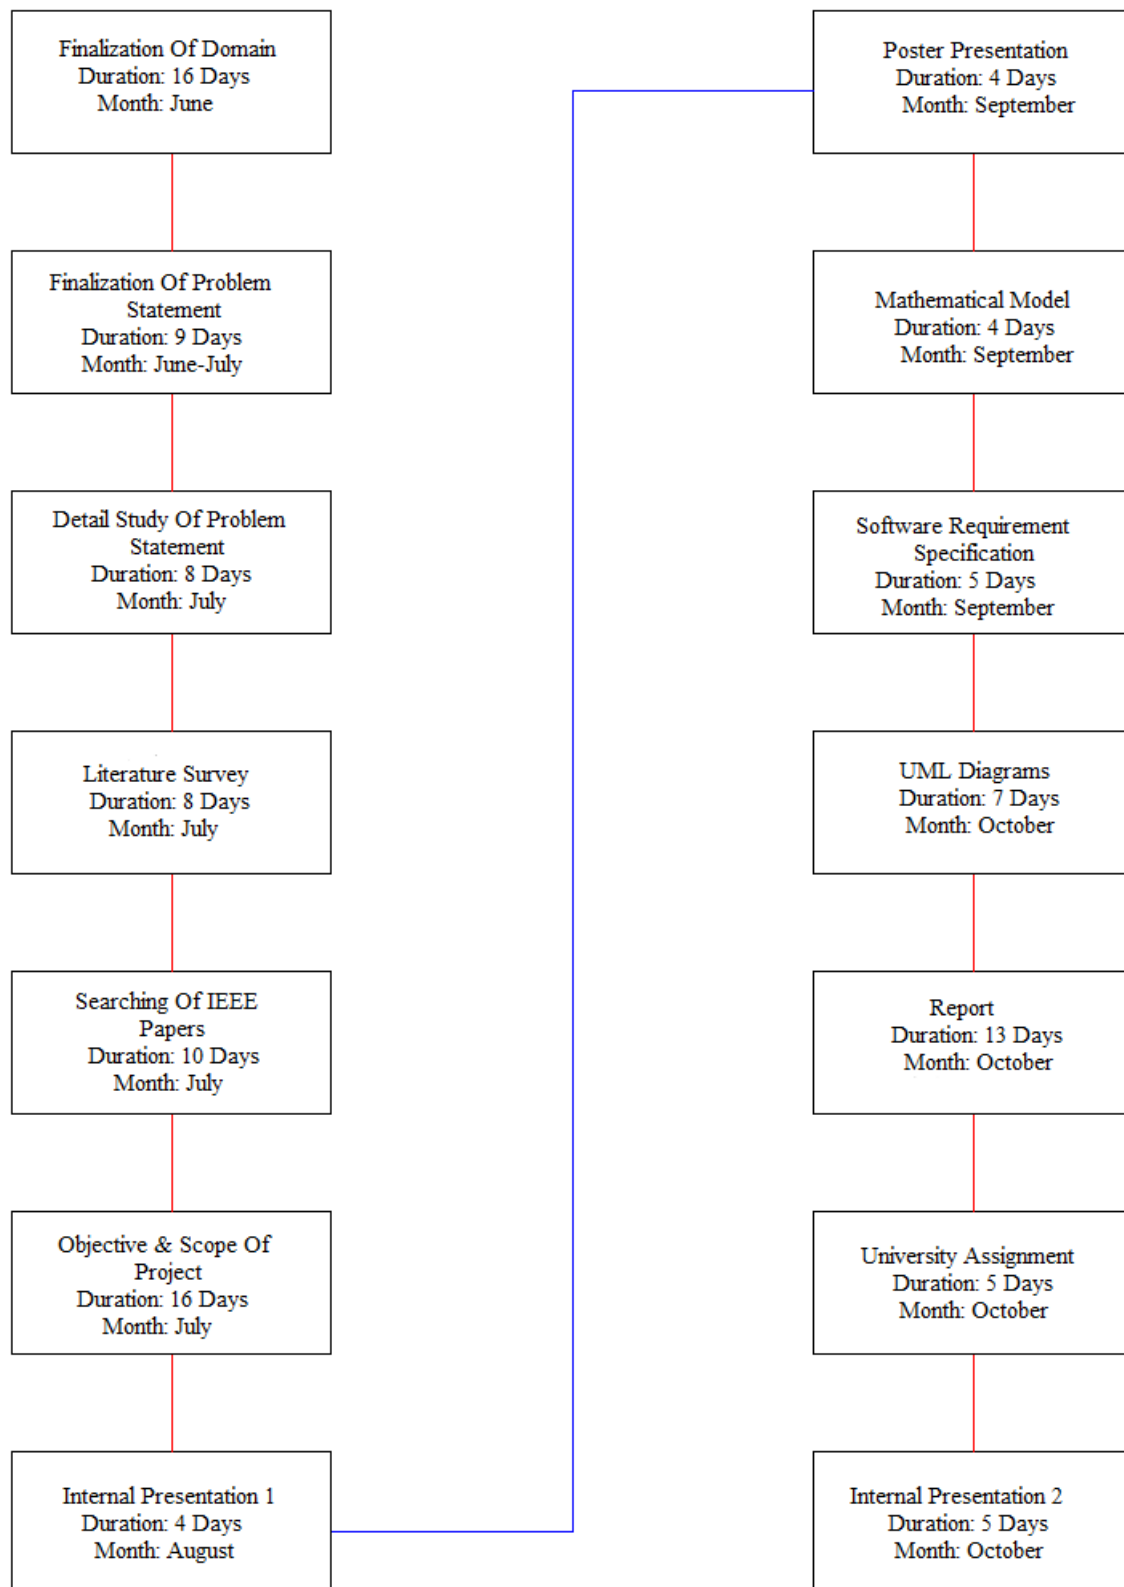 Finalization Of Domain
Duration: 16 Days
Month: June
Finalization Of Problem
Statement
Duration: 9 Days
Month: June-July
Detail Study Of Problem
Statement
Duration: 8 Days
Month: July
Literature Survey
Duration: 8 Days
Month: July
Searching Of IEEE
Papers
Duration: 10 Days
Month: July
Objective & Scope Of
Project
Duration: 16 Days
Month: July
Internal Presentation 1
Duration: 4 Days
Month: August
Poster Presentation
Duration: 4 Days
Month: September
Mathematical Model
Duration: 4 Days
Month: September
Software Requirement
Specification
Duration: 5 Days
Month: September
UML Diagrams
Duration: 7 Days
Month: October
Report
Duration: 13 Days
Month: October
University Assignment
Duration: 5 Days
Month: October
Internal Presentation 2
Duration: 5 Days
Month: October